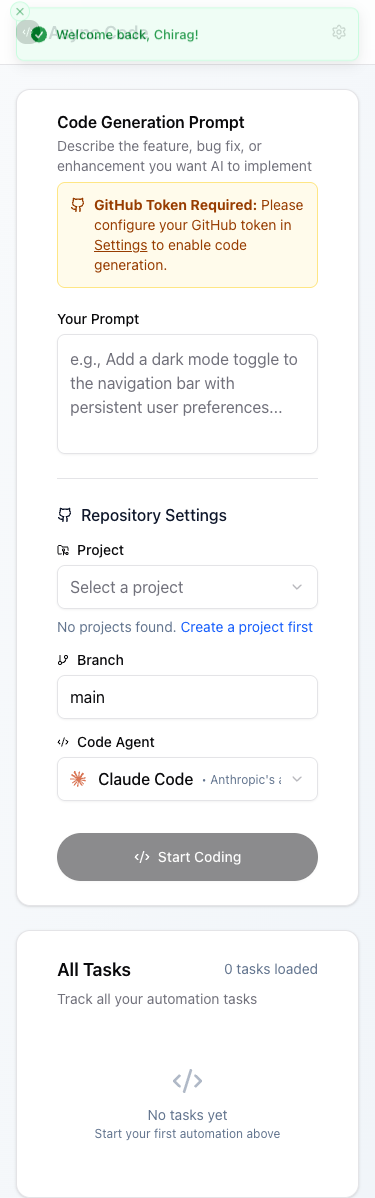 Welcome back, Chirag!
Async Code
Code Generation Prompt
Describe the feature, bug fix, or
enhancement you want AI to implement
GitHub Token Required: Please
configure your GitHub token in
Settings to enable code
generation.
Your Prompt
e.g., Add a dark mode toggle to
the navigation bar with
persistent user preferences...
Repository Settings
Project
Select a project
No projects found. Create a project first
Branch
main
Code Agent
Claude Code • Anthropic's
Start Coding
All Tasks
0 tasks loaded
Track all your automation tasks
No tasks yet
Start your first automation above